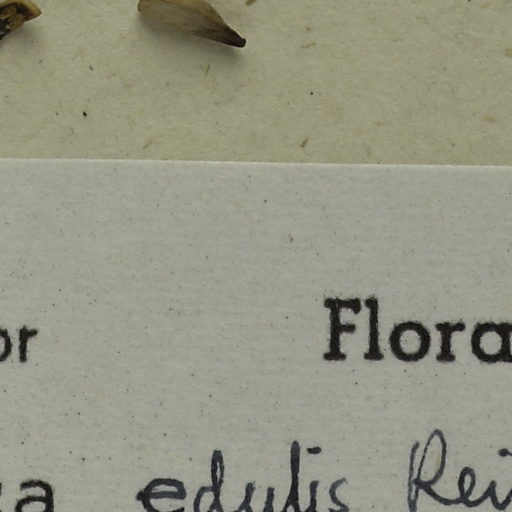 or Flora
a edulis Rei